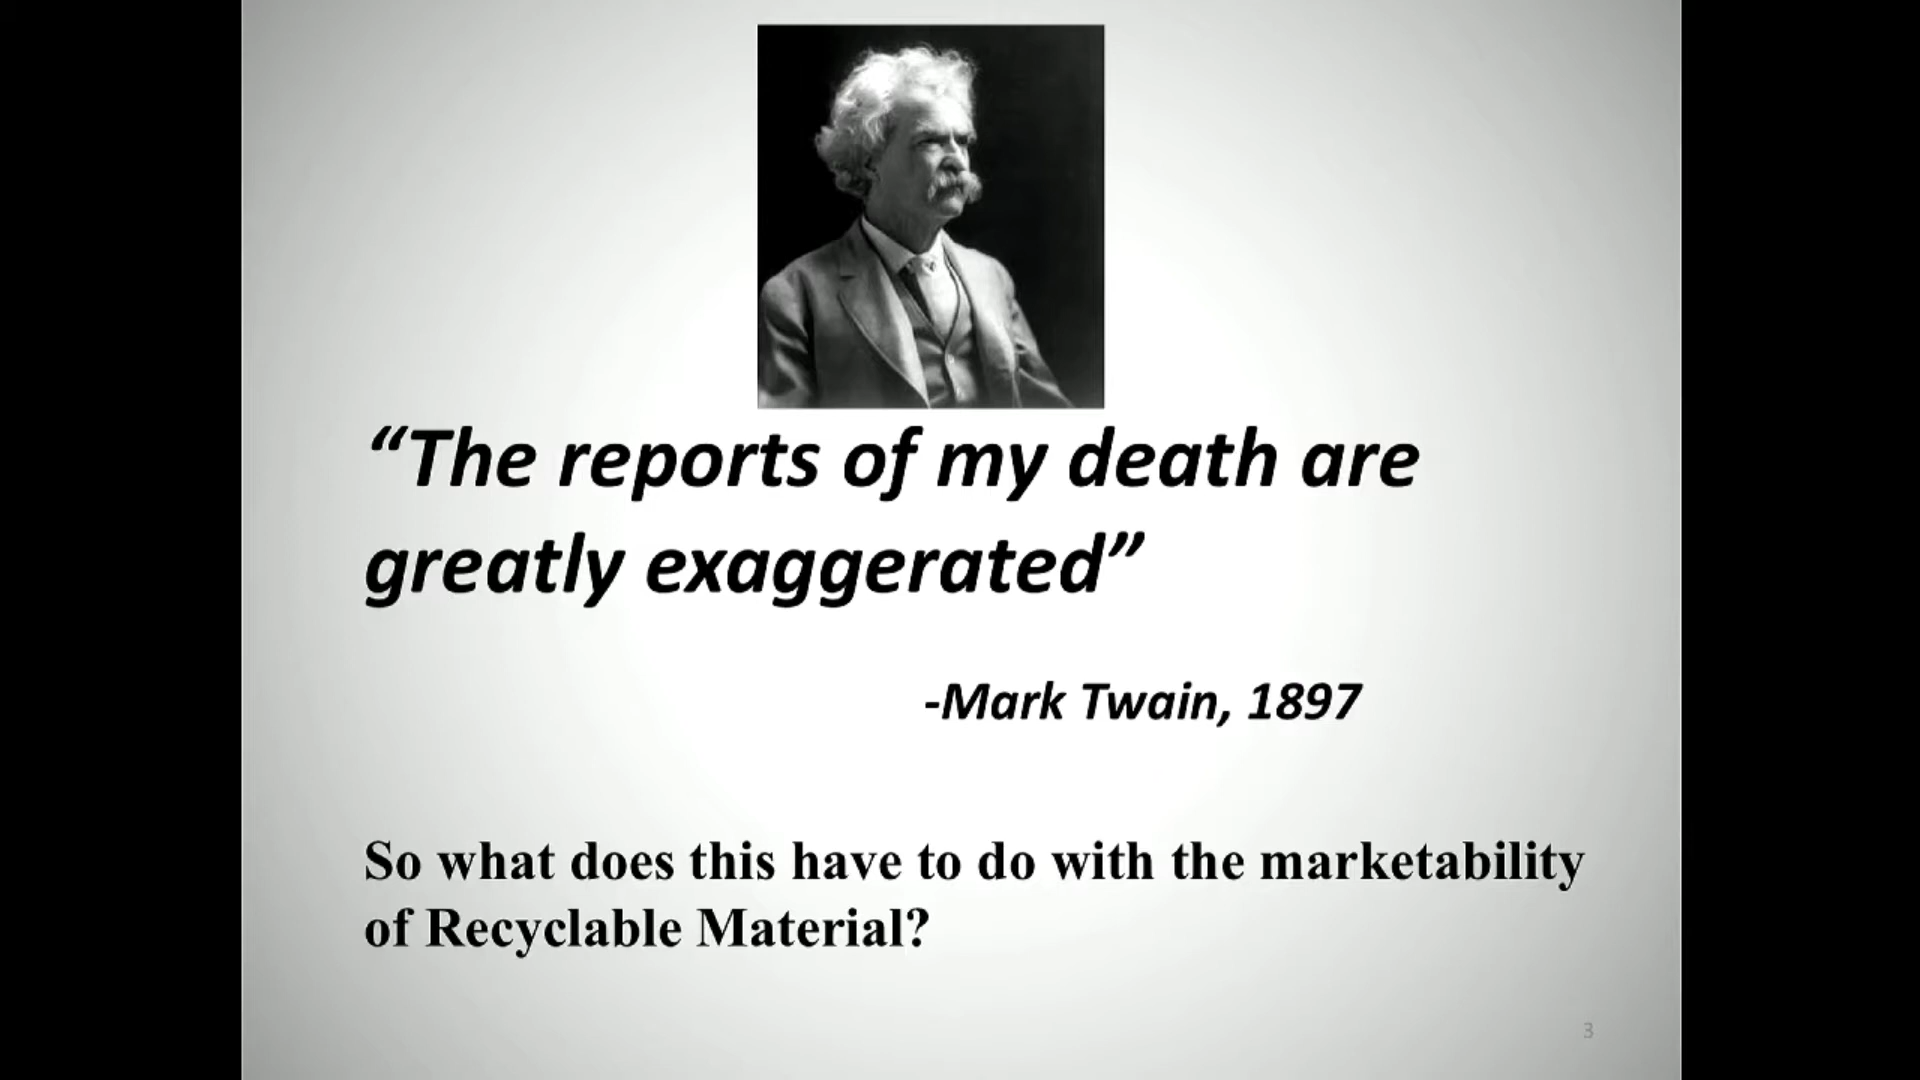 “The reports of my death are
greatly exaggerated”
-Mark Twain, 1897
So what does this have to do with the marketability
of Recyclable Material?
3